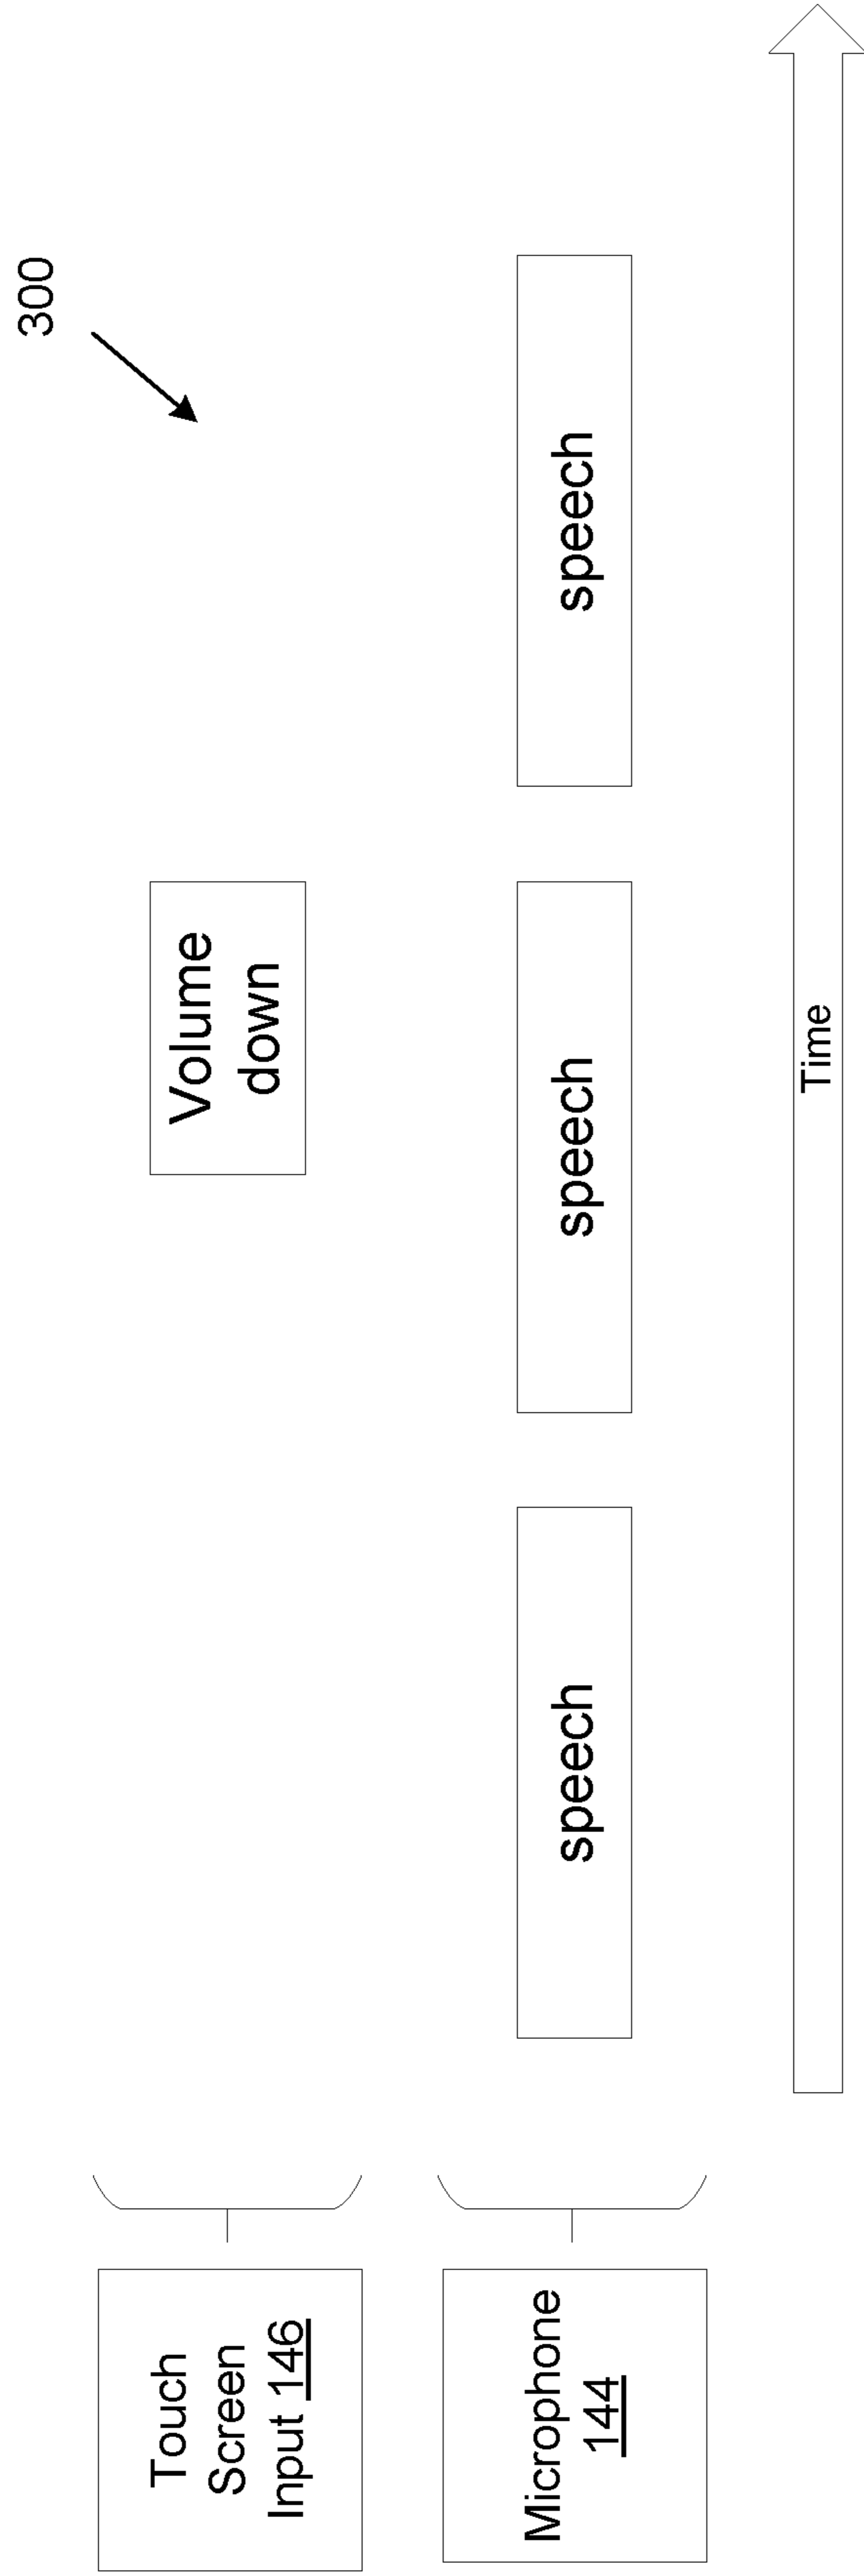 300
Touch
Screen
Input 146
Volume
down
Microphone
144
speech
speech
speech
Time